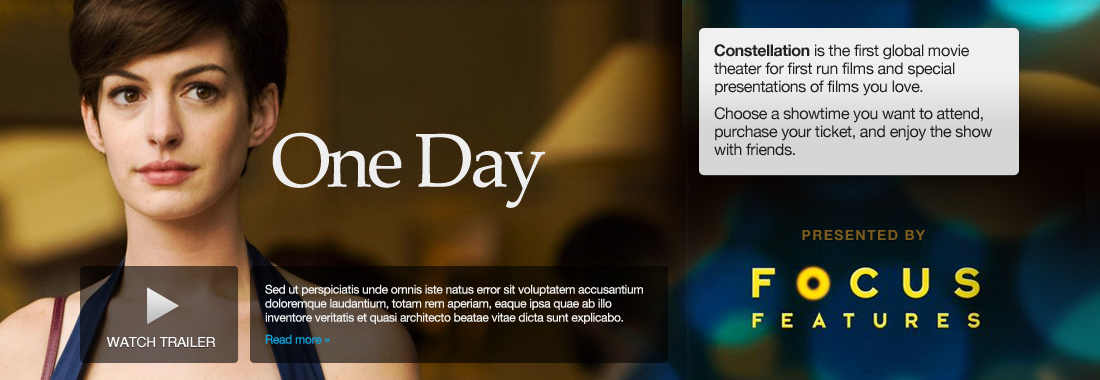 One Day
WATCH TRAILER
Sed ut perspiciatis unde omnis iste natus error sit voluptatem accusantium
doloremque laudantium, totam rem aperiam, eaque ipsa quae ab illo
inventore veritatis et quasi architecto beatae vitae dicta sunt explicabo.
Read more »
Constellation is the first global movie
theater for first run films and special
presentations of films you love.
Choose a showtime you want to attend,
purchase your ticket, and enjoy the show
with friends.
PRESENTED BY
FOCUS
FEATURES